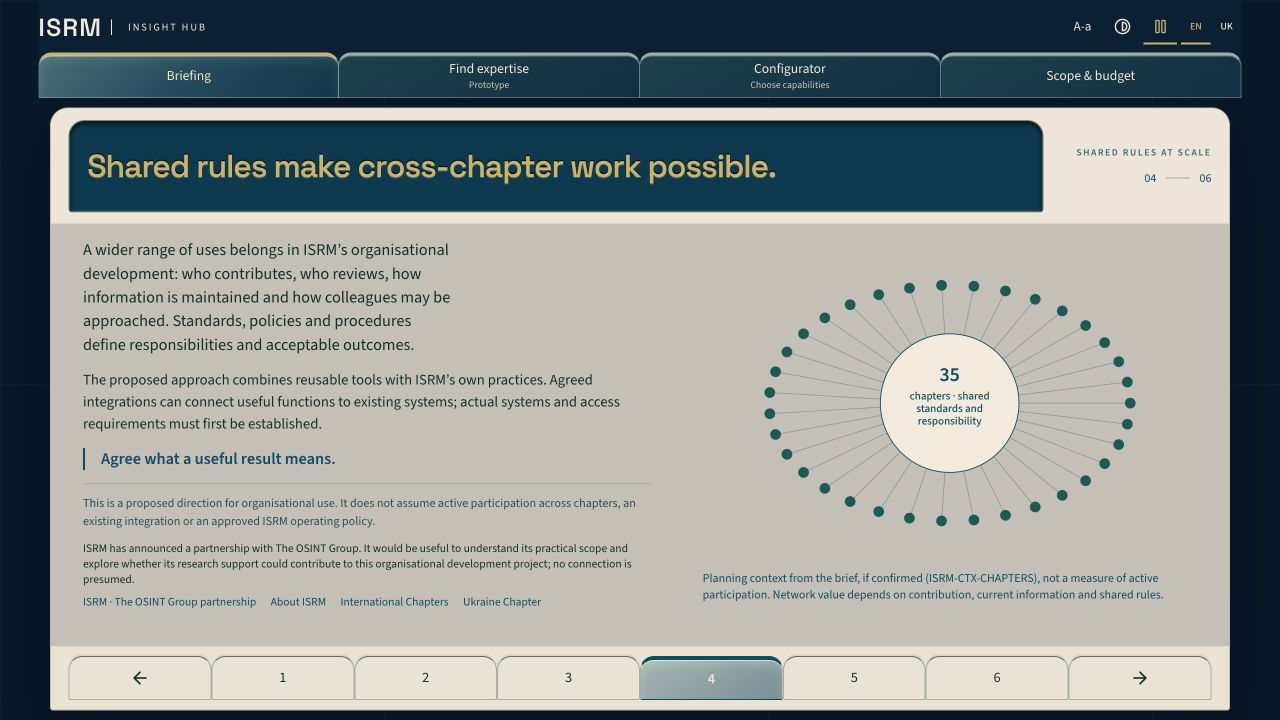 ISRM | INSIGHT HUB
A-a
EN
UK
Briefing
Find expertise
Prototype
Configurator
Choose capabilities
Scope & budget
Shared rules make cross-chapter work possible.
SHARED RULES AT SCALE
04 — 06
A wider range of uses belongs in ISRM’s organisational
development: who contributes, who reviews, how
information is maintained and how colleagues may be
approached. Standards, policies and procedures
define responsibilities and acceptable outcomes.
The proposed approach combines reusable tools with ISRM’s own practices. Agreed
integrations can connect useful functions to existing systems; actual systems and access
requirements must first be established.
Agree what a useful result means.
This is a proposed direction for organisational use. It does not assume active participation across chapters, an
existing integration or an approved ISRM operating policy.
ISRM has announced a partnership with The OSINT Group. It would be useful to understand its practical scope and
explore whether its research support could contribute to this organisational development project; no connection is
presumed.
ISRM · The OSINT Group partnership
About ISRM
International Chapters
Ukraine Chapter
35
chapters · shared
standards and
responsibility
Planning context from the brief, if confirmed (ISRM-CTX-CHAPTERS), not a measure of active
participation. Network value depends on contribution, current information and shared rules.
1
2
3
4
5
6